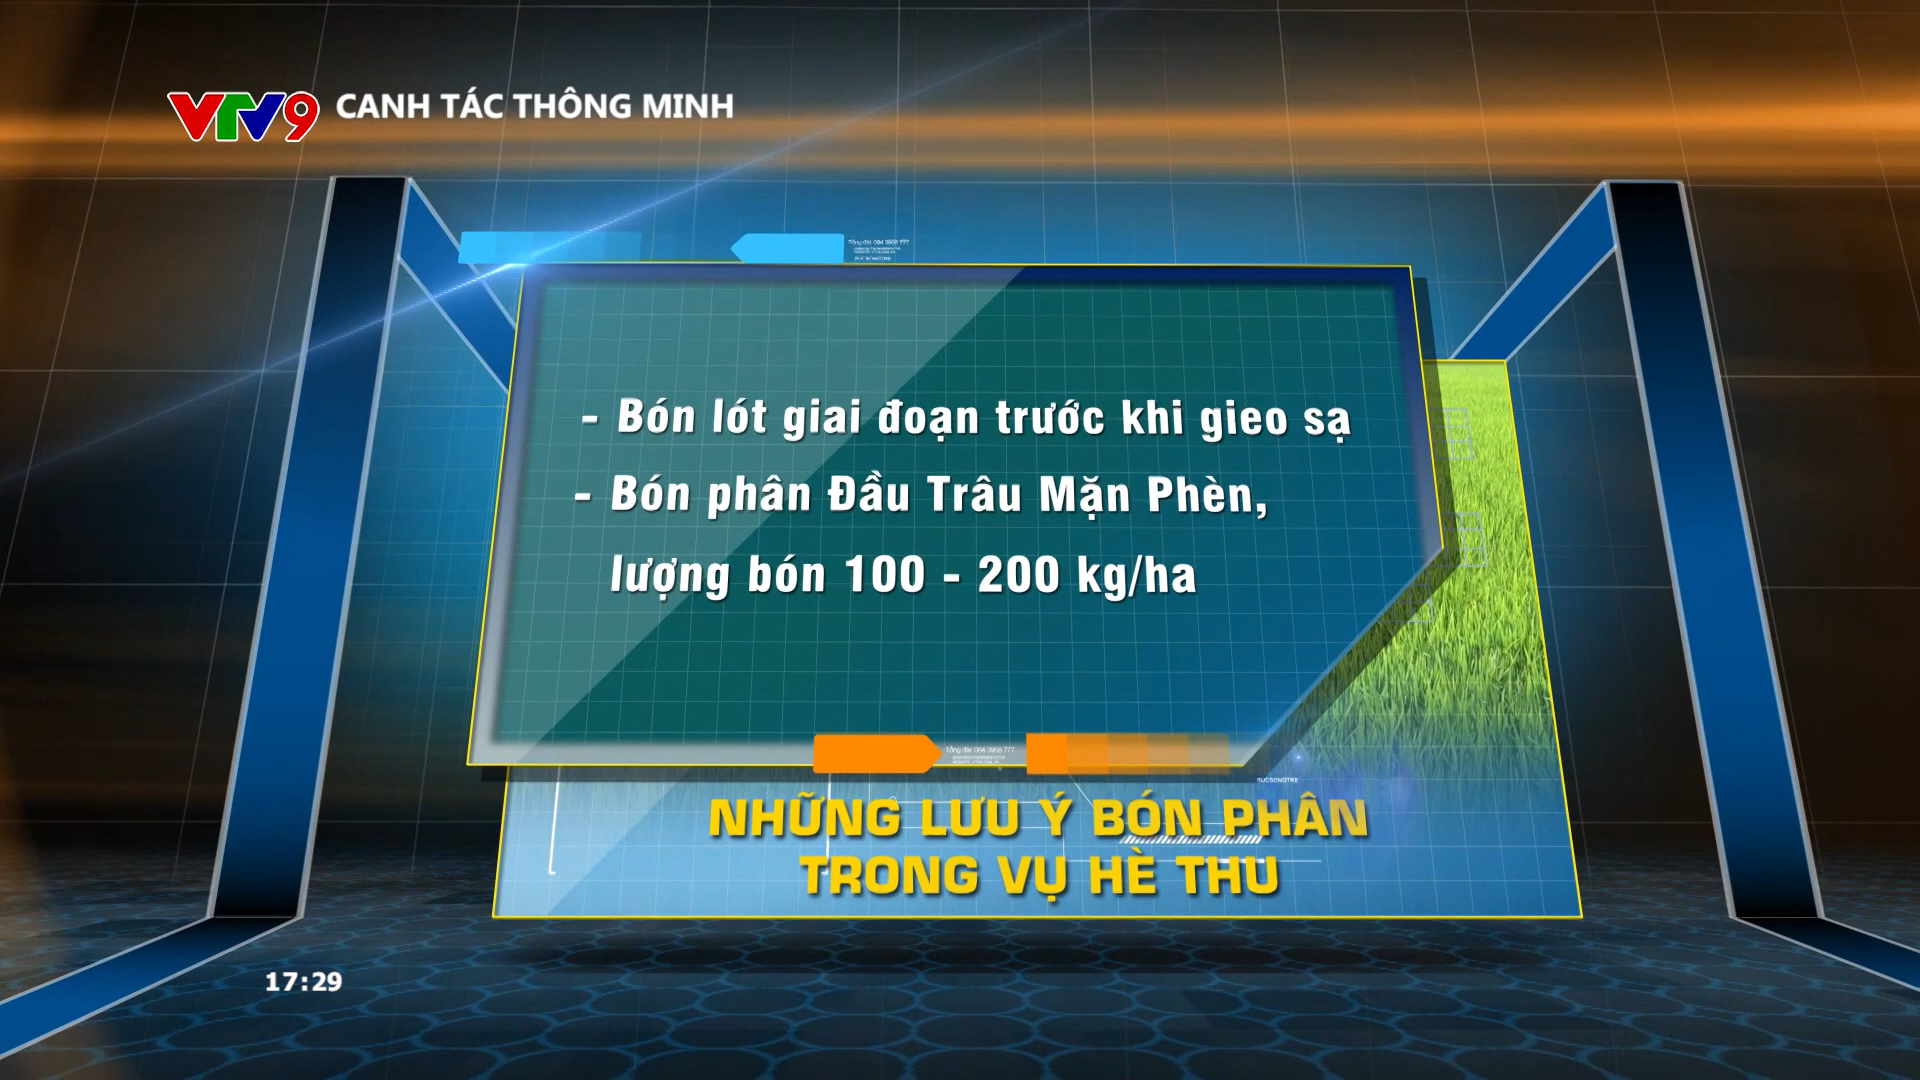 VTV9 CANH TÁC THÔNG MINH
- Bón lót giai đoạn trước khi gieo sạ
- Bón phân Đầu Trâu Mặn Phèn,
lượng bón 100 - 200 kg/ha
SUCSONGTRE
NHỮNG LƯU Ý BÓN PHÂN
TRONG VỤ HÈ THU
17:29